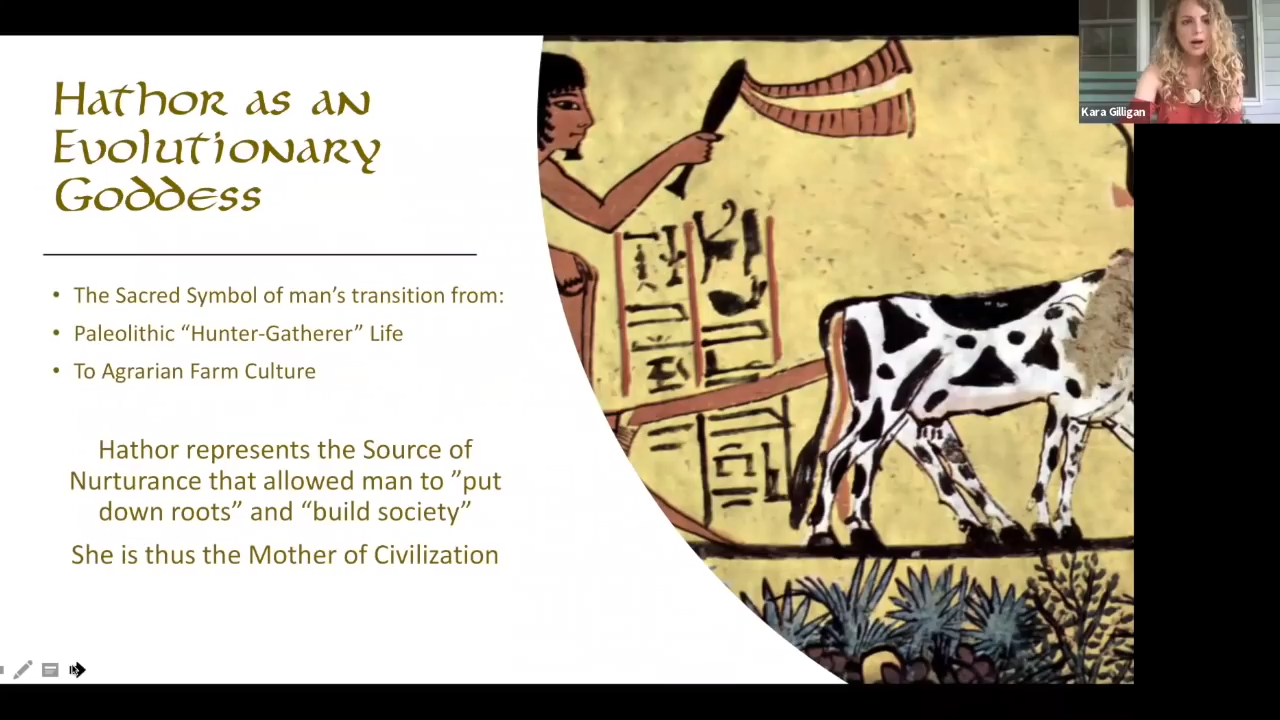 Hathor as an
Evolutionary
Goddess
• The Sacred Symbol of man’s transition from:
• Paleolithic “Hunter-Gatherer” Life
• To Agrarian Farm Culture
Hathor represents the Source of
Nurturance that allowed man to ”put
down roots” and “build society”
She is thus the Mother of Civilization
Kara Gilligan